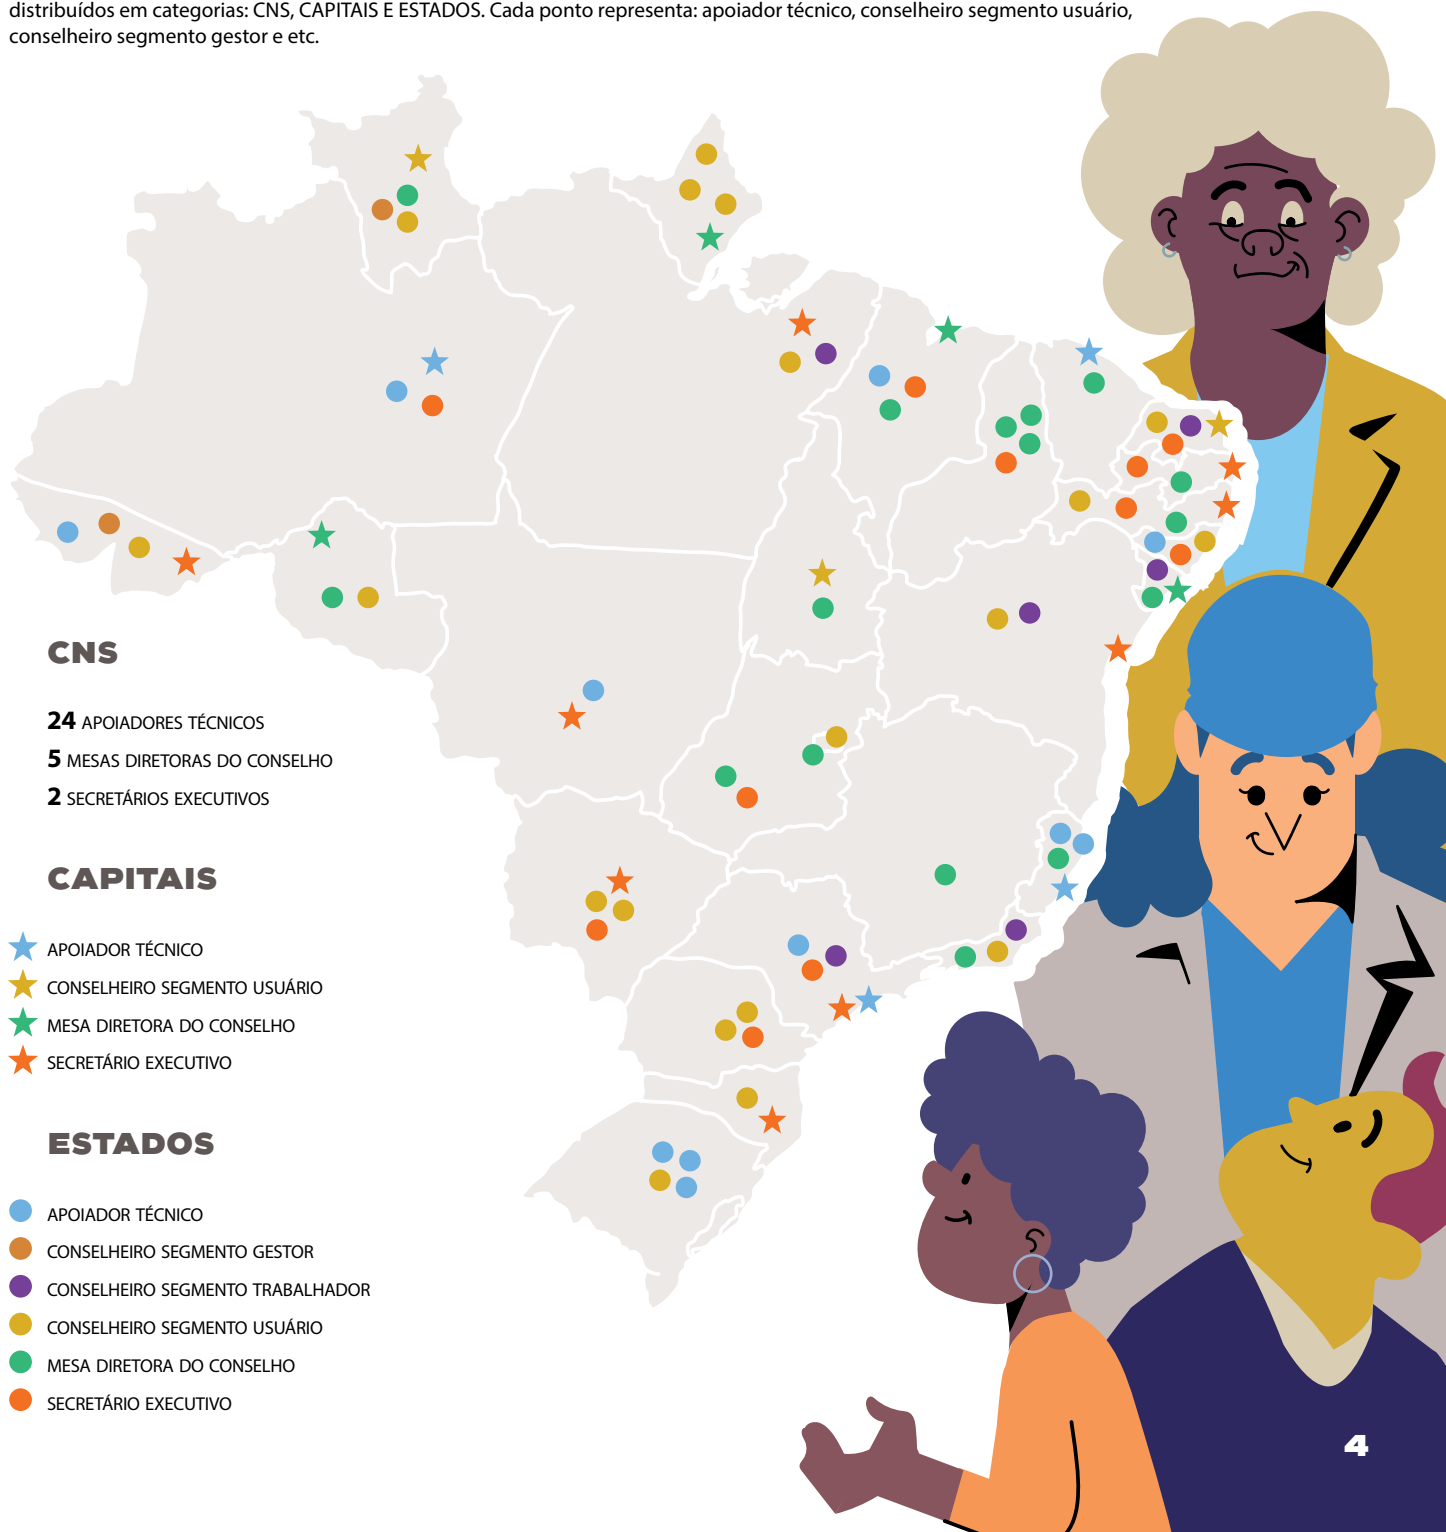 distribuídos em categorias: CNS, CAPITAIS E ESTADOS. Cada ponto representa: apoiador técnico, conselheiro segmento usuário,
conselheiro segmento gestor e etc.
CNS
24 APOIADORES TÉCNICOS
5 MESAS DIRETORAS DO CONSELHO
2 SECRETÁRIOS EXECUTIVOS
CAPITAIS
APOIADOR TÉCNICO
CONSELHEIRO SEGMENTO USUÁRIO
MESA DIRETORA DO CONSELHO
SECRETÁRIO EXECUTIVO
ESTADOS
APOIADOR TÉCNICO
CONSELHEIRO SEGMENTO GESTOR
CONSELHEIRO SEGMENTO TRABALHADOR
CONSELHEIRO SEGMENTO USUÁRIO
MESA DIRETORA DO CONSELHO
SECRETÁRIO EXECUTIVO
4